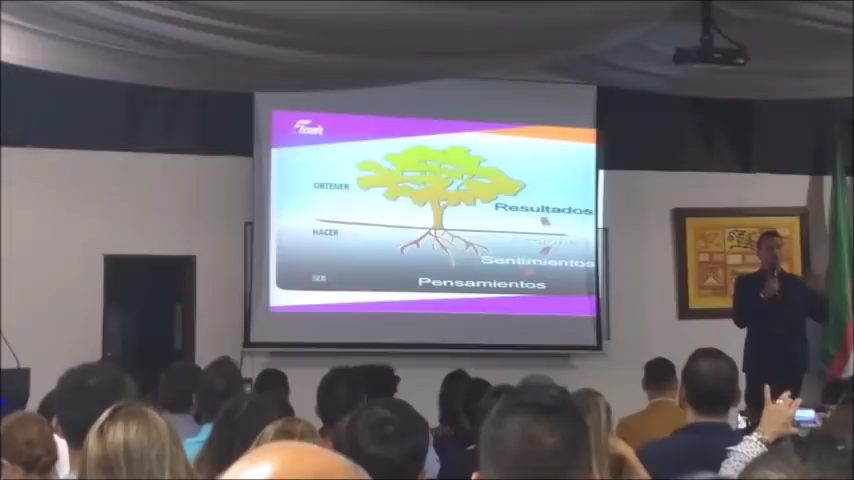 OBTENER
Resultados
HACER
Sentimientos
SER
Pensamientos